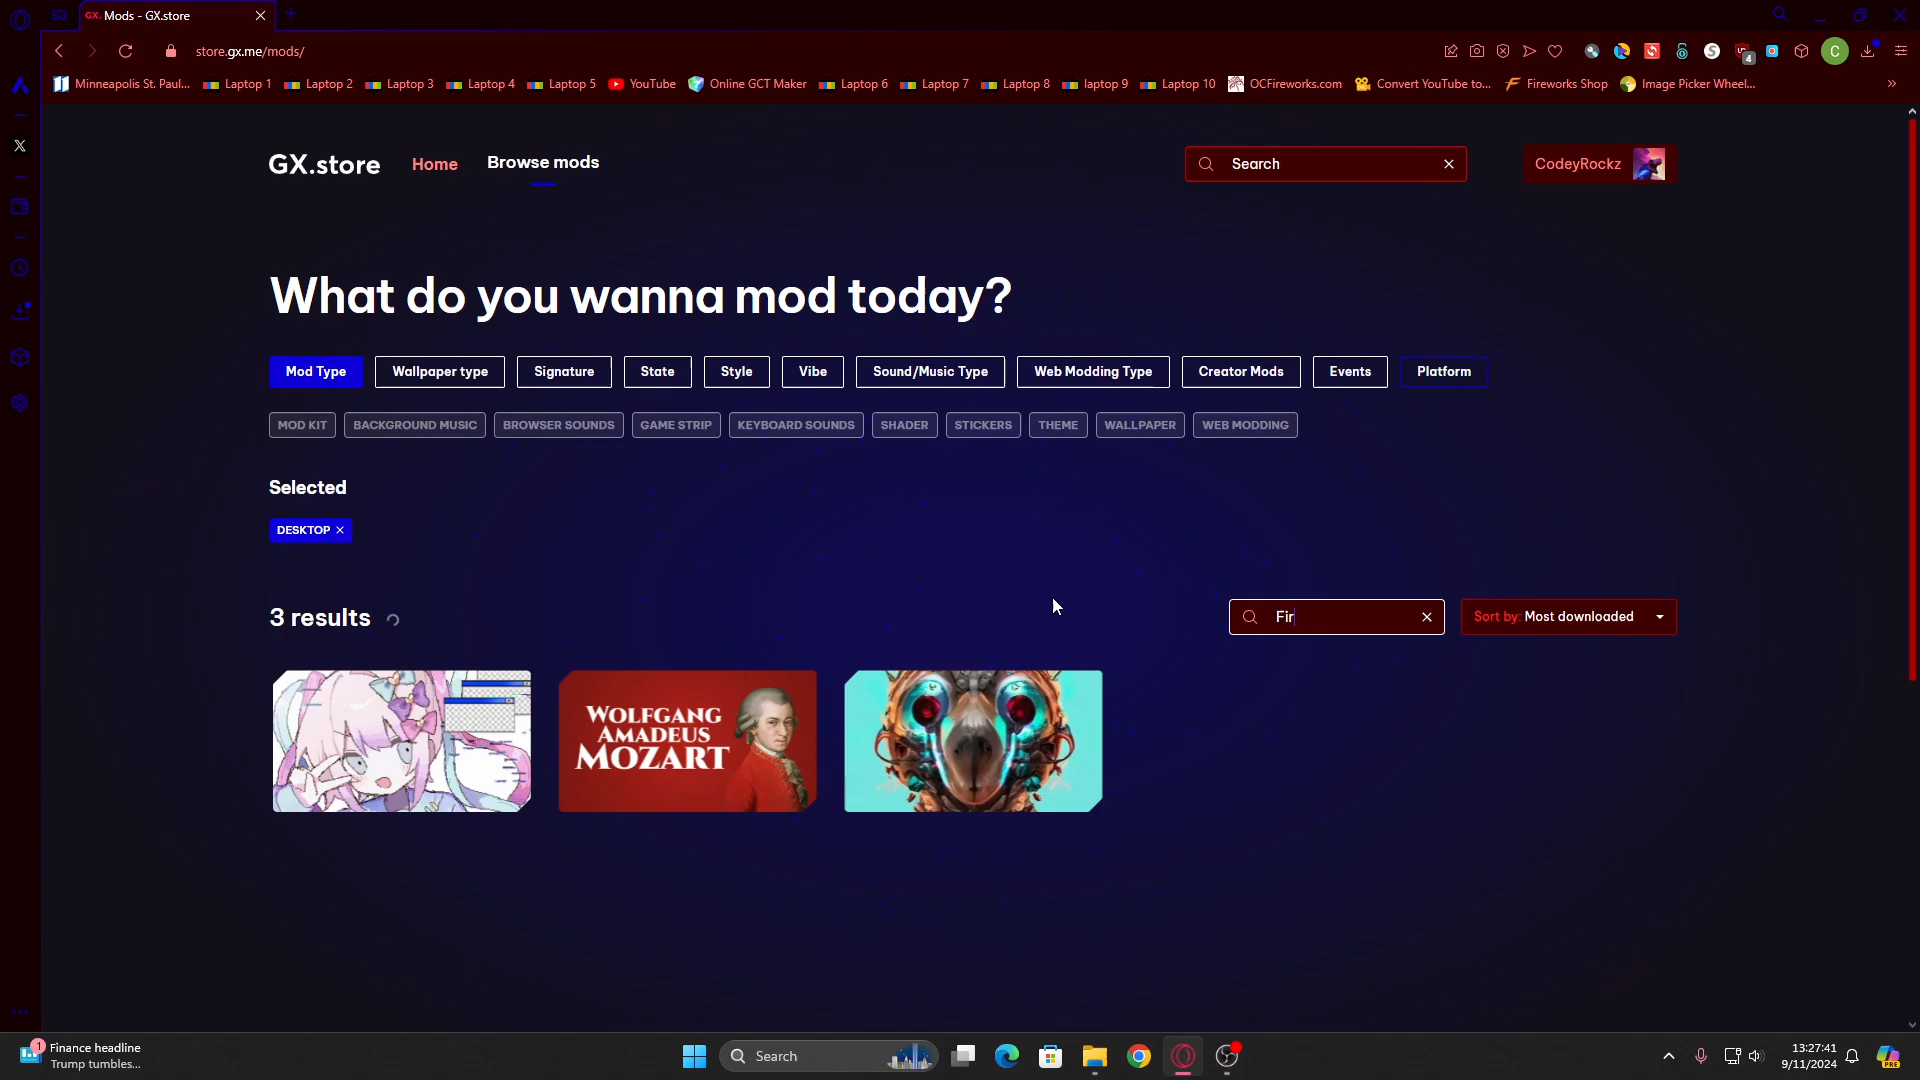 GX Mods - GX.store
store.gx.me/mods/
Minneapolis St. Paul... Laptop 1 Laptop 2 Laptop 3 Laptop 4 Laptop 5 YouTube Online GCT Maker Laptop 6 Laptop 7 Laptop 8 laptop 9 Laptop 10 OCFireworks.com Convert YouTube to... Fireworks Shop Image Picker Wheel... »
GX.store Home Browse mods Search CodeyRockz
What do you wanna mod today?
Mod Type Wallpaper type Signature State Style Vibe Sound/Music Type Web Modding Type Creator Mods Events Platform
MOD KIT BACKGROUND MUSIC BROWSER SOUNDS GAME STRIP KEYBOARD SOUNDS SHADER STICKERS THEME WALLPAPER WEB MODDING
Selected
DESKTOP
3 results Fir Sort by: Most downloaded
WOLFGANG
AMADEUS
MOZART
1 Finance headline
Trump tumbles...
Search
13:27:41
9/11/2024
C
4
PRE